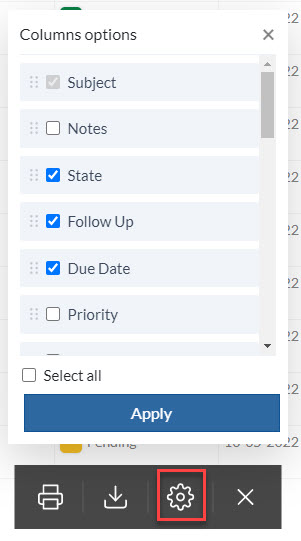 Columns options
Subject
Notes
State
Follow Up
Due Date
Priority
Select all
Apply
Pending